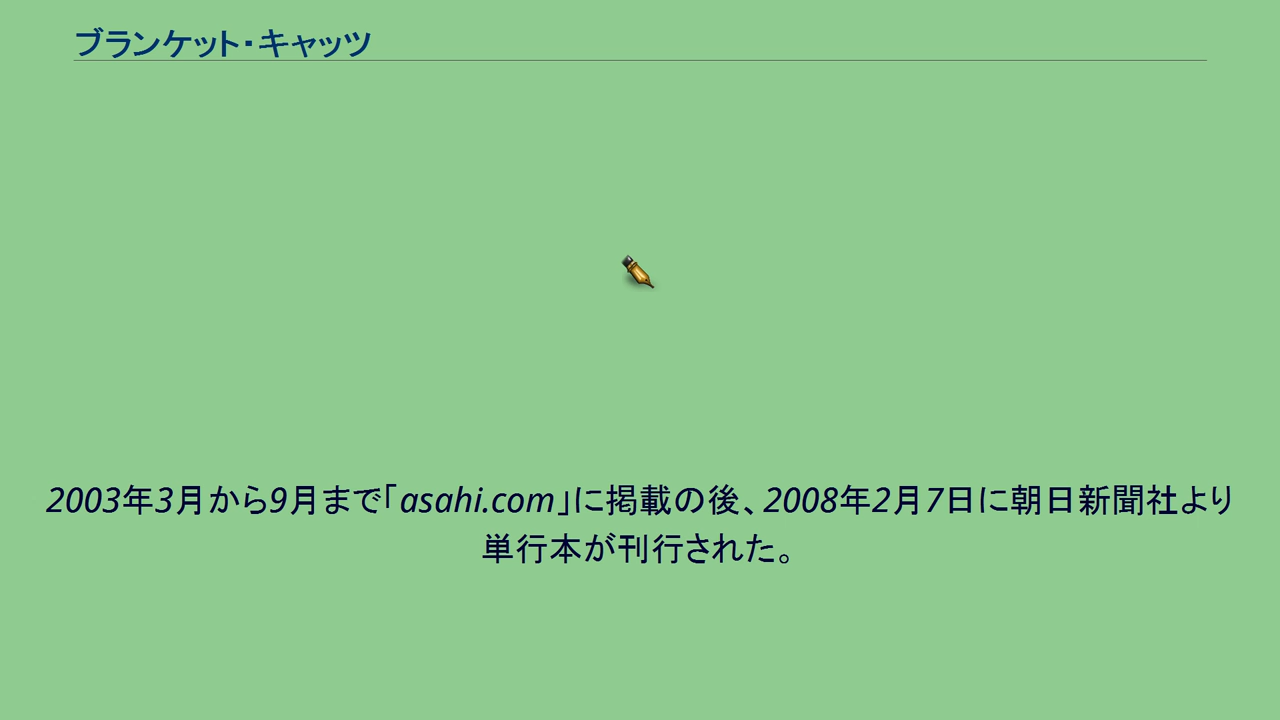 ブランケット・キャッツ
2003年3月から9月まで「asahi.com」に掲載の後、2008年2月7日に朝日新聞社より
単行本が刊行された。